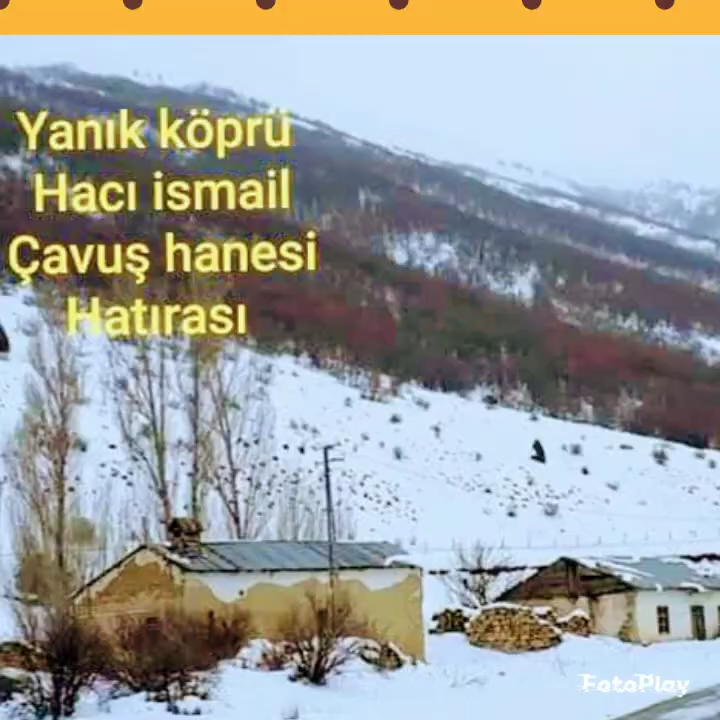 Yanık köprü
Hacı ismail
Çavuş hanesi
Hatırası
FotoPlay